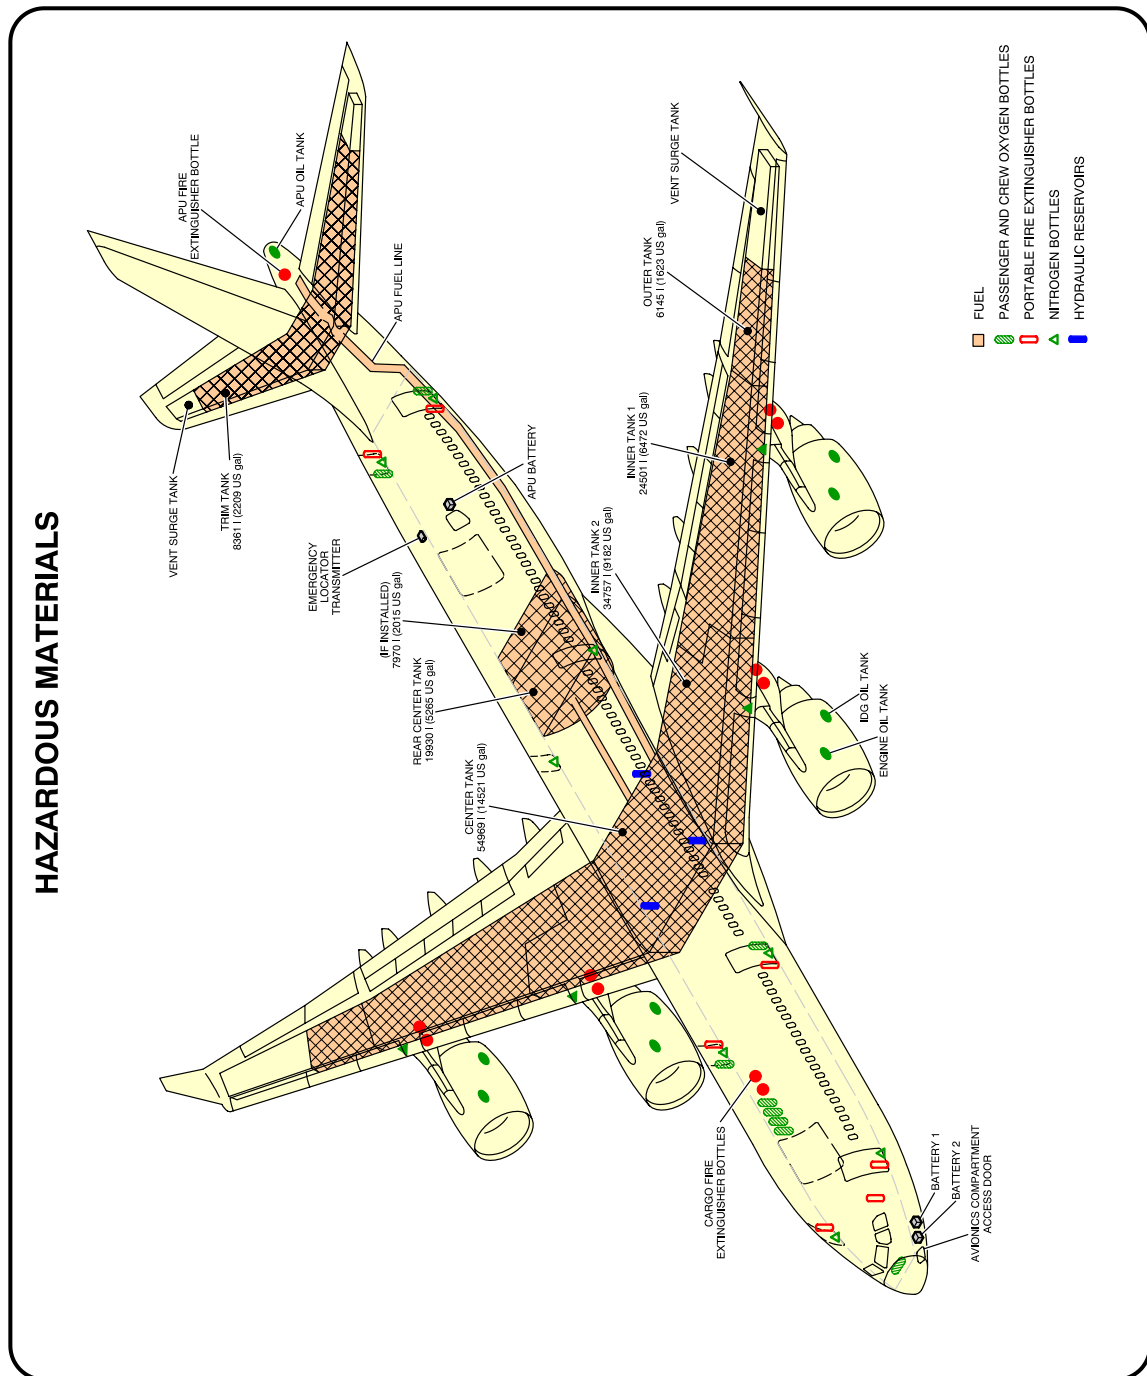 HAZARDOUS MATERIALS
APU FIRE
EXTINGUISHER BOTTLE
APU OIL TANK
APU FUEL LINE
VENT SURGE TANK
TRIM TANK
8361 l (2209 US gal)
EMERGENCY
LOCATOR
TRANSMITTER
APU BATTERY
(IF INSTALLED)
7970 l (2015 US gal)
REAR CENTER TANK
19930 l (5265 US gal)
CENTER TANK
54969 l (14521 US gal)
INNER TANK 2
34757 l (9182 US gal)
INNER TANK 1
24501 l (6472 US gal)
OUTER TANK
6145 l (1623 US gal)
VENT SURGE TANK
IDG OIL TANK
ENGINE OIL TANK
CARGO FIRE
EXTINGUISHER BOTTLES
BATTERY 1
BATTERY 2
AVIONICS COMPARTMENT
ACCESS DOOR
FUEL
PASSENGER AND CREW OXYGEN BOTTLES
PORTABLE FIRE EXTINGUISHER BOTTLES
NITROGEN BOTTLES
HYDRAULIC RESERVOIRS